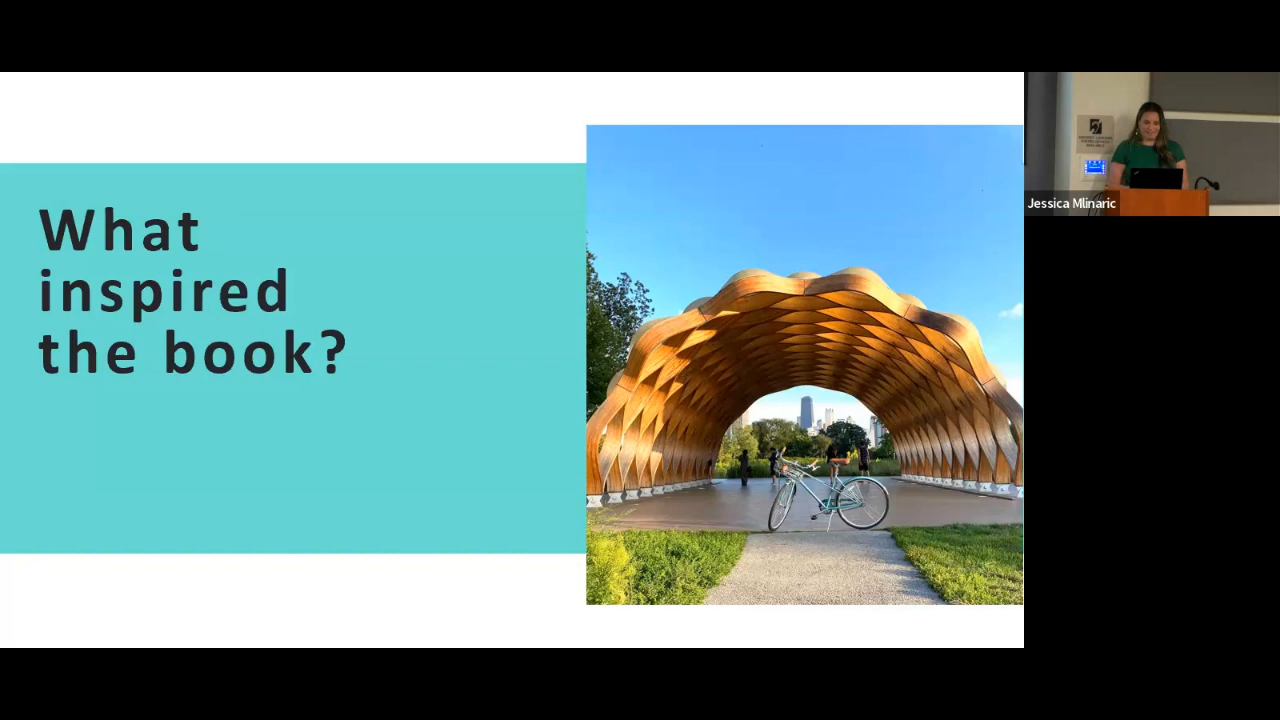 What
inspired
the book?
Jessica Mlinaric